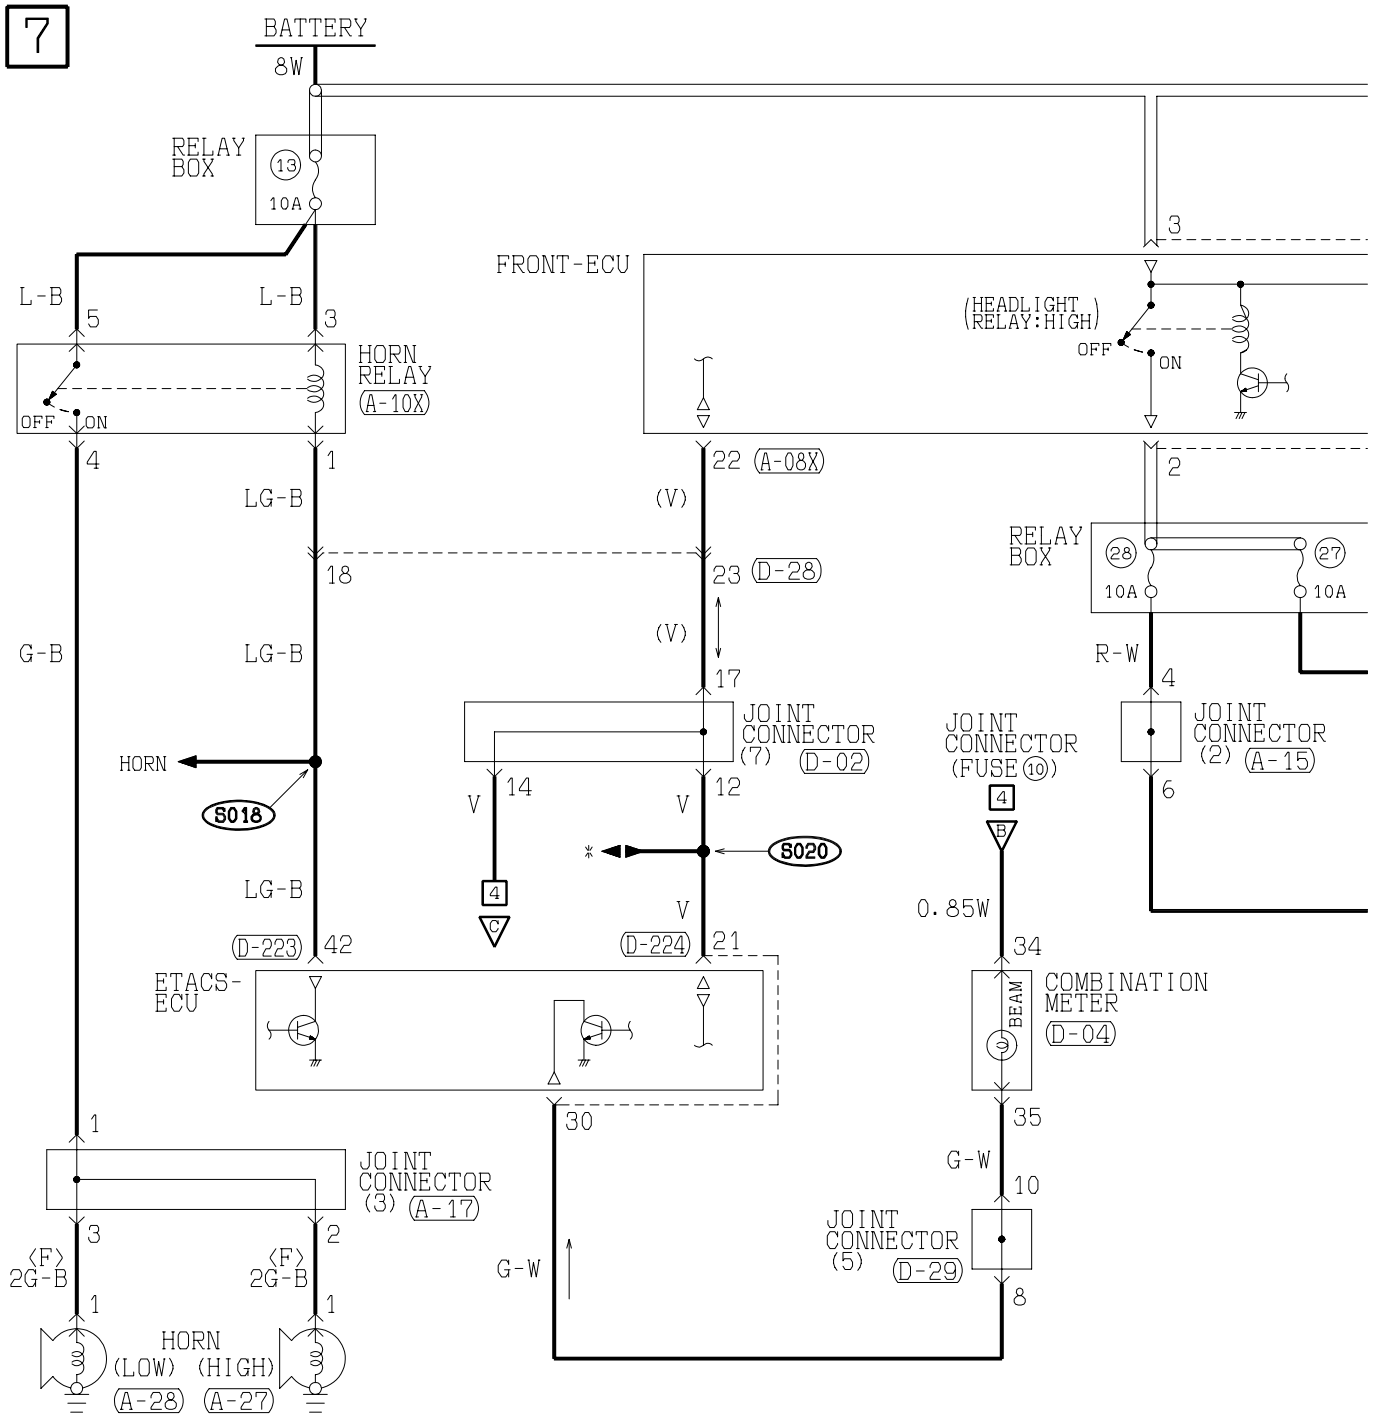 7
BATTERY
8W
RELAY
BOX
13
10A
3
FRONT-ECU
L-B
L-B
(HEADLIGHT
RELAY:HIGH)
5
3
HORN
RELAY
A-10X
OFF
ON
OFF
ON
4
1
22
A-08X
2
LG-B
(V)
RELAY
BOX
28
27
10A
10A
18
23
D-28
G-B
LG-B
(V)
R-W
17
4
JOINT
CONNECTOR
(7)
D-02
JOINT
CONNECTOR
(FUSE10)
4
B
JOINT
CONNECTOR
(2)
A-15
HORN
S018
14
12
6
V
V
*
S020
LG-B
4
C
V
0.85W
D-223
42
D-224
21
34
ETACS-
ECU
BEAM
COMBINATION
METER
D-04
30
35
1
G-W
JOINT
CONNECTOR
(3)
A-17
10
JOINT
CONNECTOR
(5)
D-29
3
2
<F>
2G-B
<F>
2G-B
G-W
8
1
1
HORN
(LOW)
(HIGH)
A-28
A-27